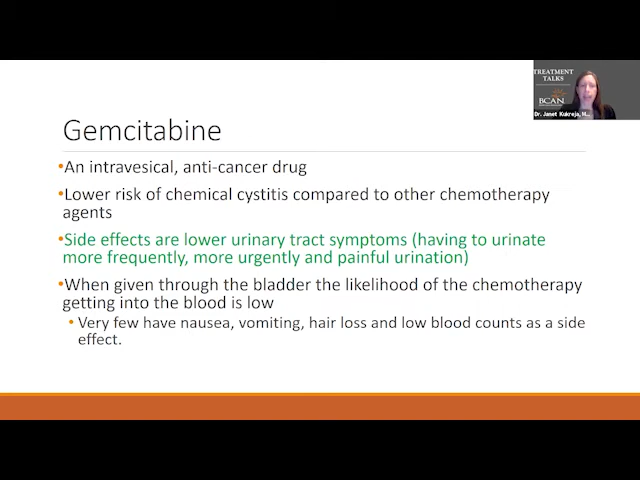 TREATMENT
TALKS
BCAN
Dr. Janet Kukreja, M...
Gemcitabine
•An intravesical, anti-cancer drug
•Lower risk of chemical cystitis compared to other chemotherapy
agents
•Side effects are lower urinary tract symptoms (having to urinate
more frequently, more urgently and painful urination)
•When given through the bladder the likelihood of the chemotherapy
getting into the blood is low
• Very few have nausea, vomiting, hair loss and low blood counts as a side
effect.